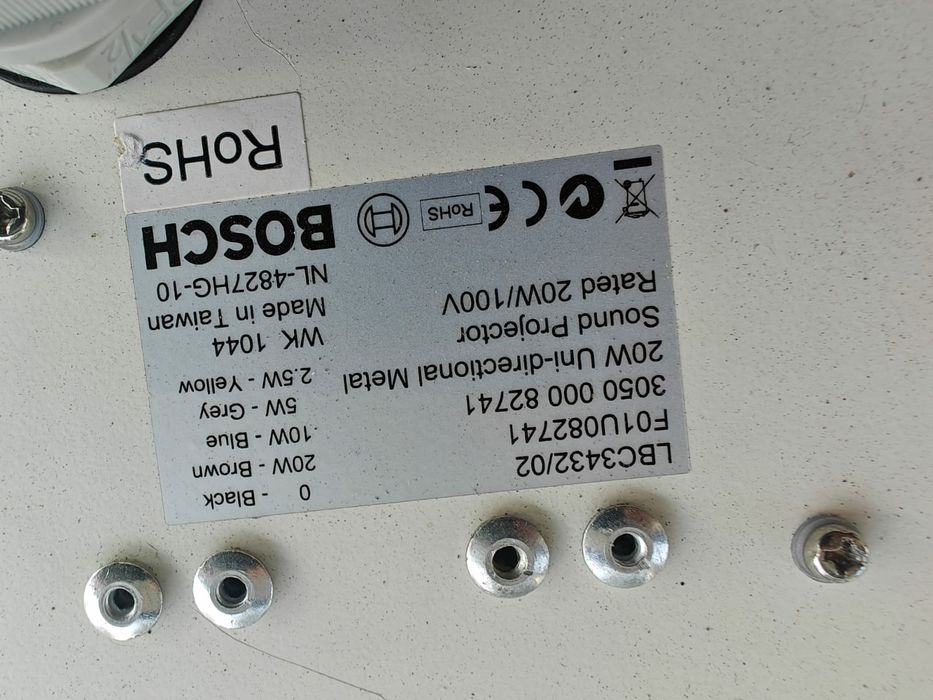 LBC3432/02
F01U082741
3050 000 82741
20W Uni-directional Metal
Sound Projector
Rated 20W/100V
0 - Black
20W - Brown
10W - Blue
5W - Grey
2.5W - Yellow
WK 1044
Made in Taiwan
NL-4827HG-10
BOSCH
CE
RoHS
RoHS